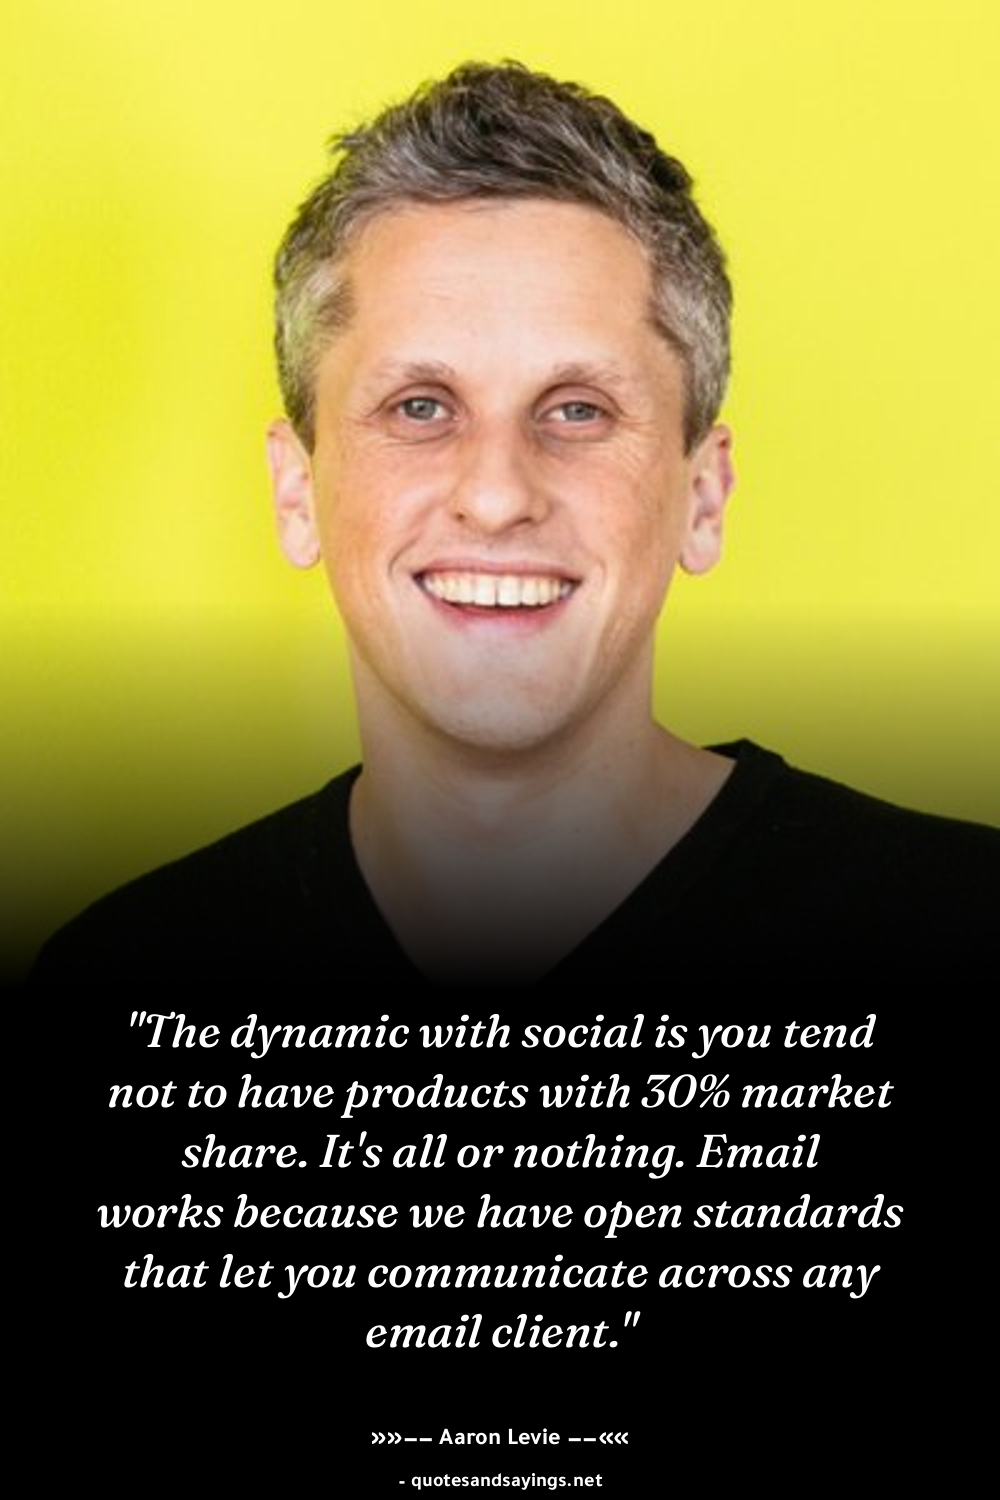 "The dynamic with social is you tend
not to have products with 30% market
share. It's all or nothing. Email
works because we have open standards
that let you communicate across any
email client."
»»−− Aaron Levie −−««
- quotesandsayings.net